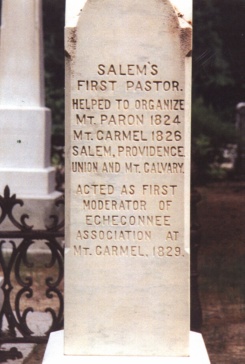 SALEM'S
FIRST PASTOR.
HELPED TO ORGANIZE
MT. PARON 1824
MT. CARMEL 1826
SALEM, PROVIDENCE,
UNION AND MT. CALVARY.
ACTED AS FIRST
MODERATOR OF
ECHECONNEE
ASSOCIATION AT
MT. CARMEL. 1829.